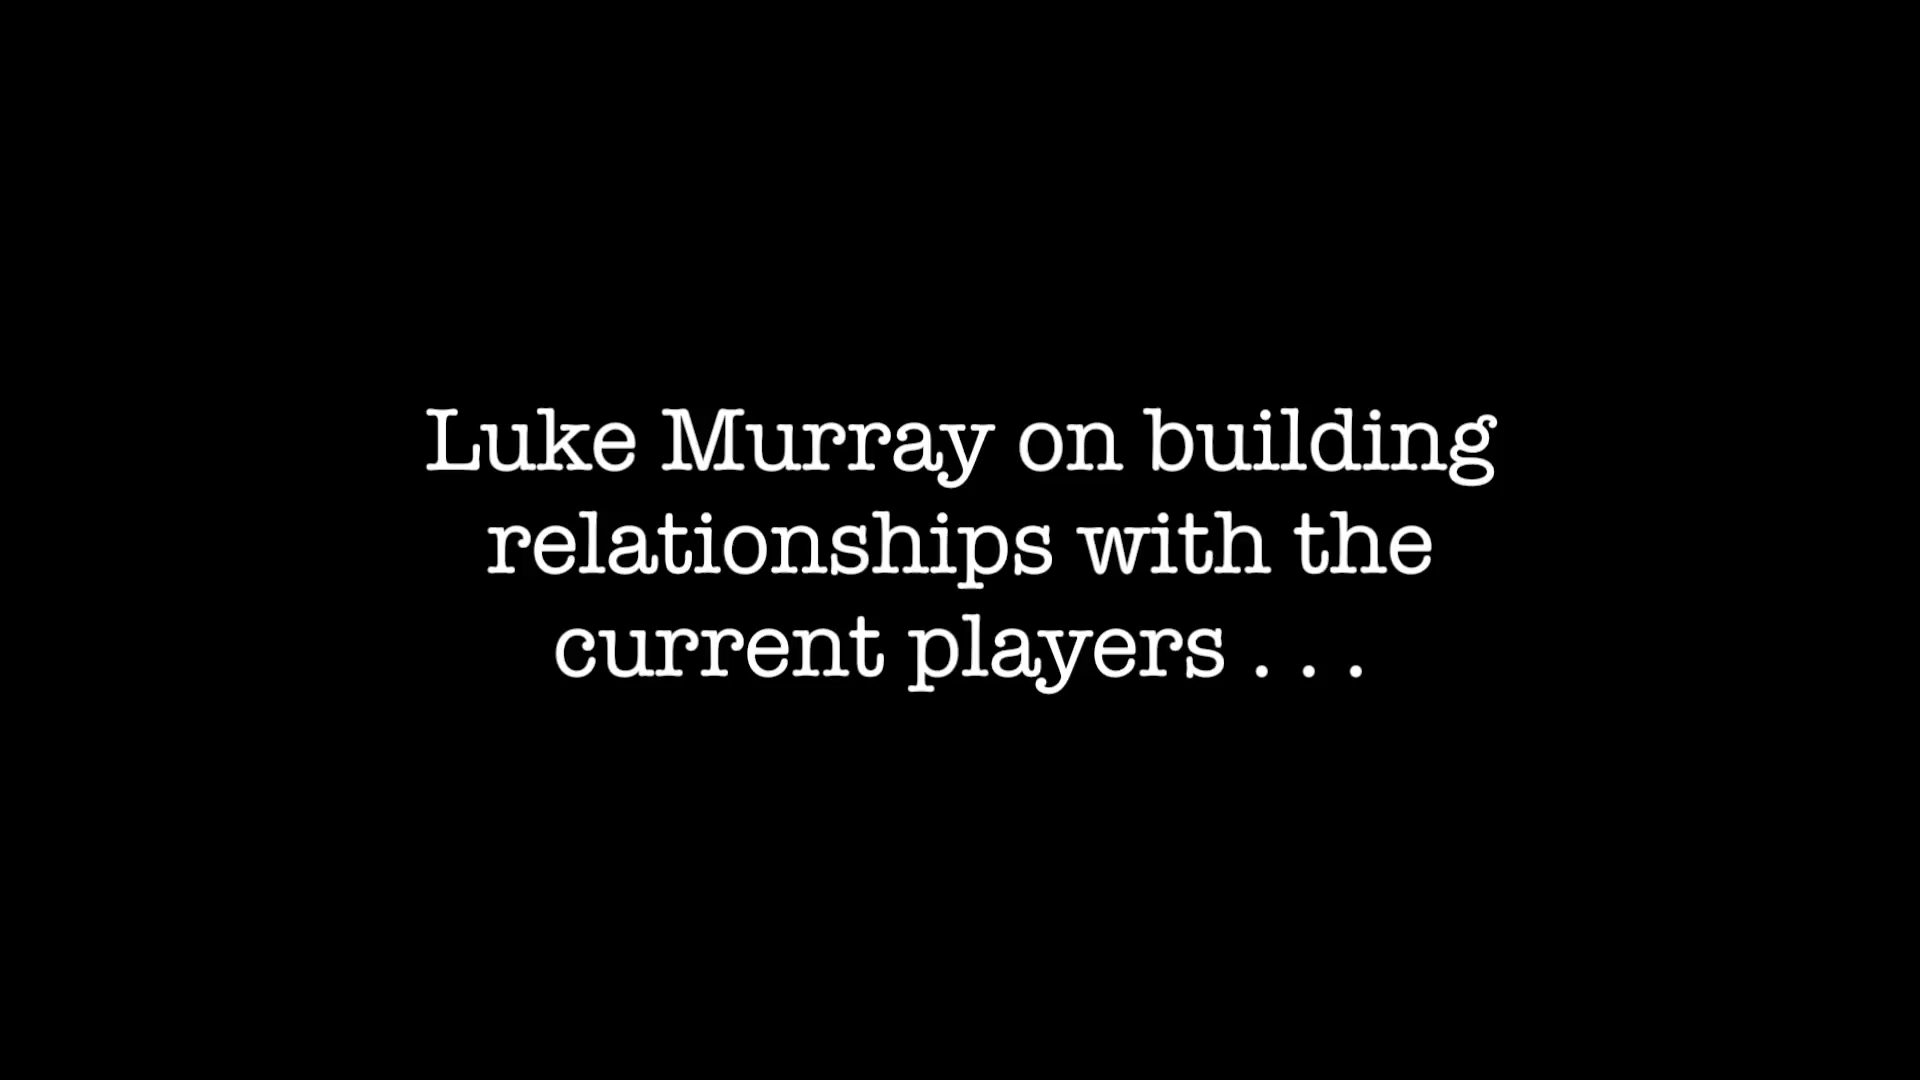 Luke Murray on building
relationships with the
current players . . .